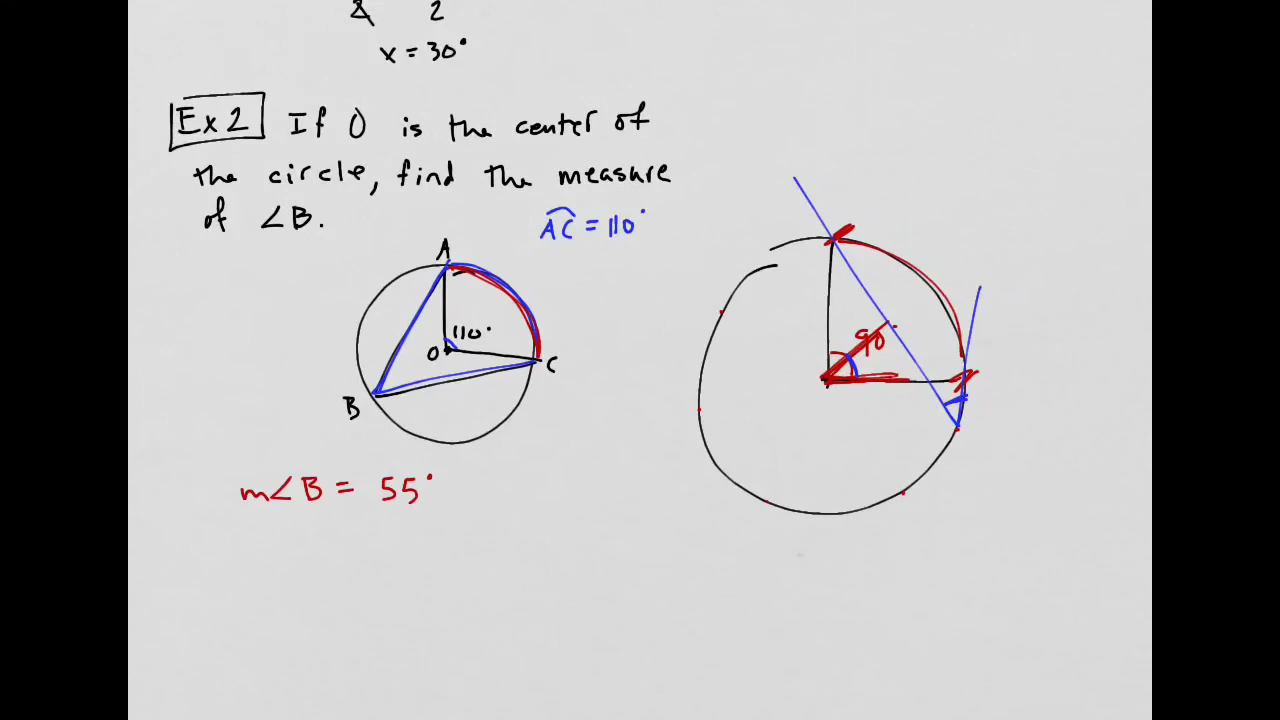 2
x = 30°
Ex 2 If O is the center of
the circle, find the measure
of ∠B.
AC = 110°
A
110°
O
C
B
90
m∠B = 55°